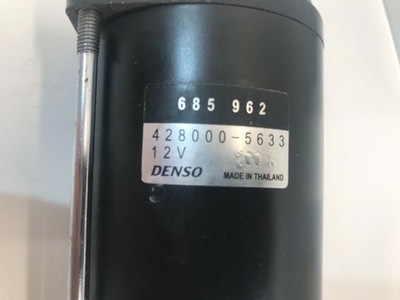 685 962
428000-5633
12V
DENSO MADE IN THAILAND